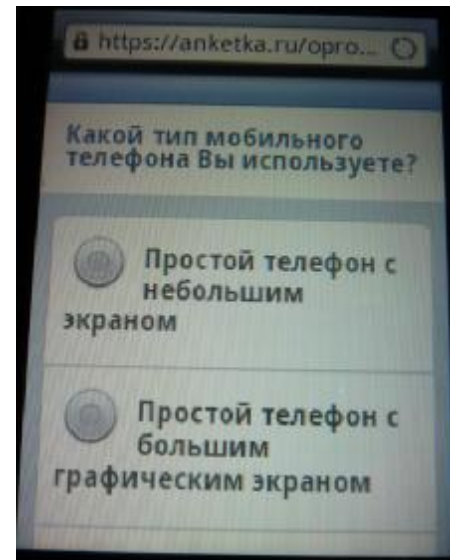 https://anketka.ru/opro...
Какой тип мобильного
телефона Вы используете?
Простой телефон с
небольшим
экраном
Простой телефон с
большим
графическим экраном